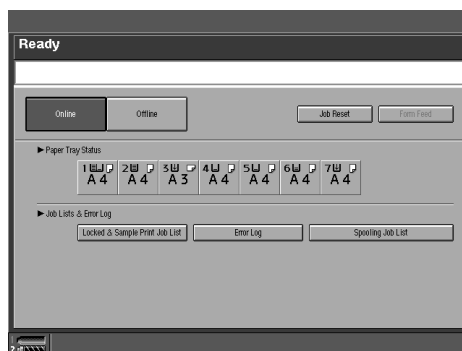 Ready
Online
Offline
Job Reset
Form Feed
► Paper Tray Status
1 2 3 4 5 6 7
A4 A4 A3 A4 A4 A4 A4
► Job Lists & Error Log
Locked & Sample Print Job List
Error Log
Spooling Job List